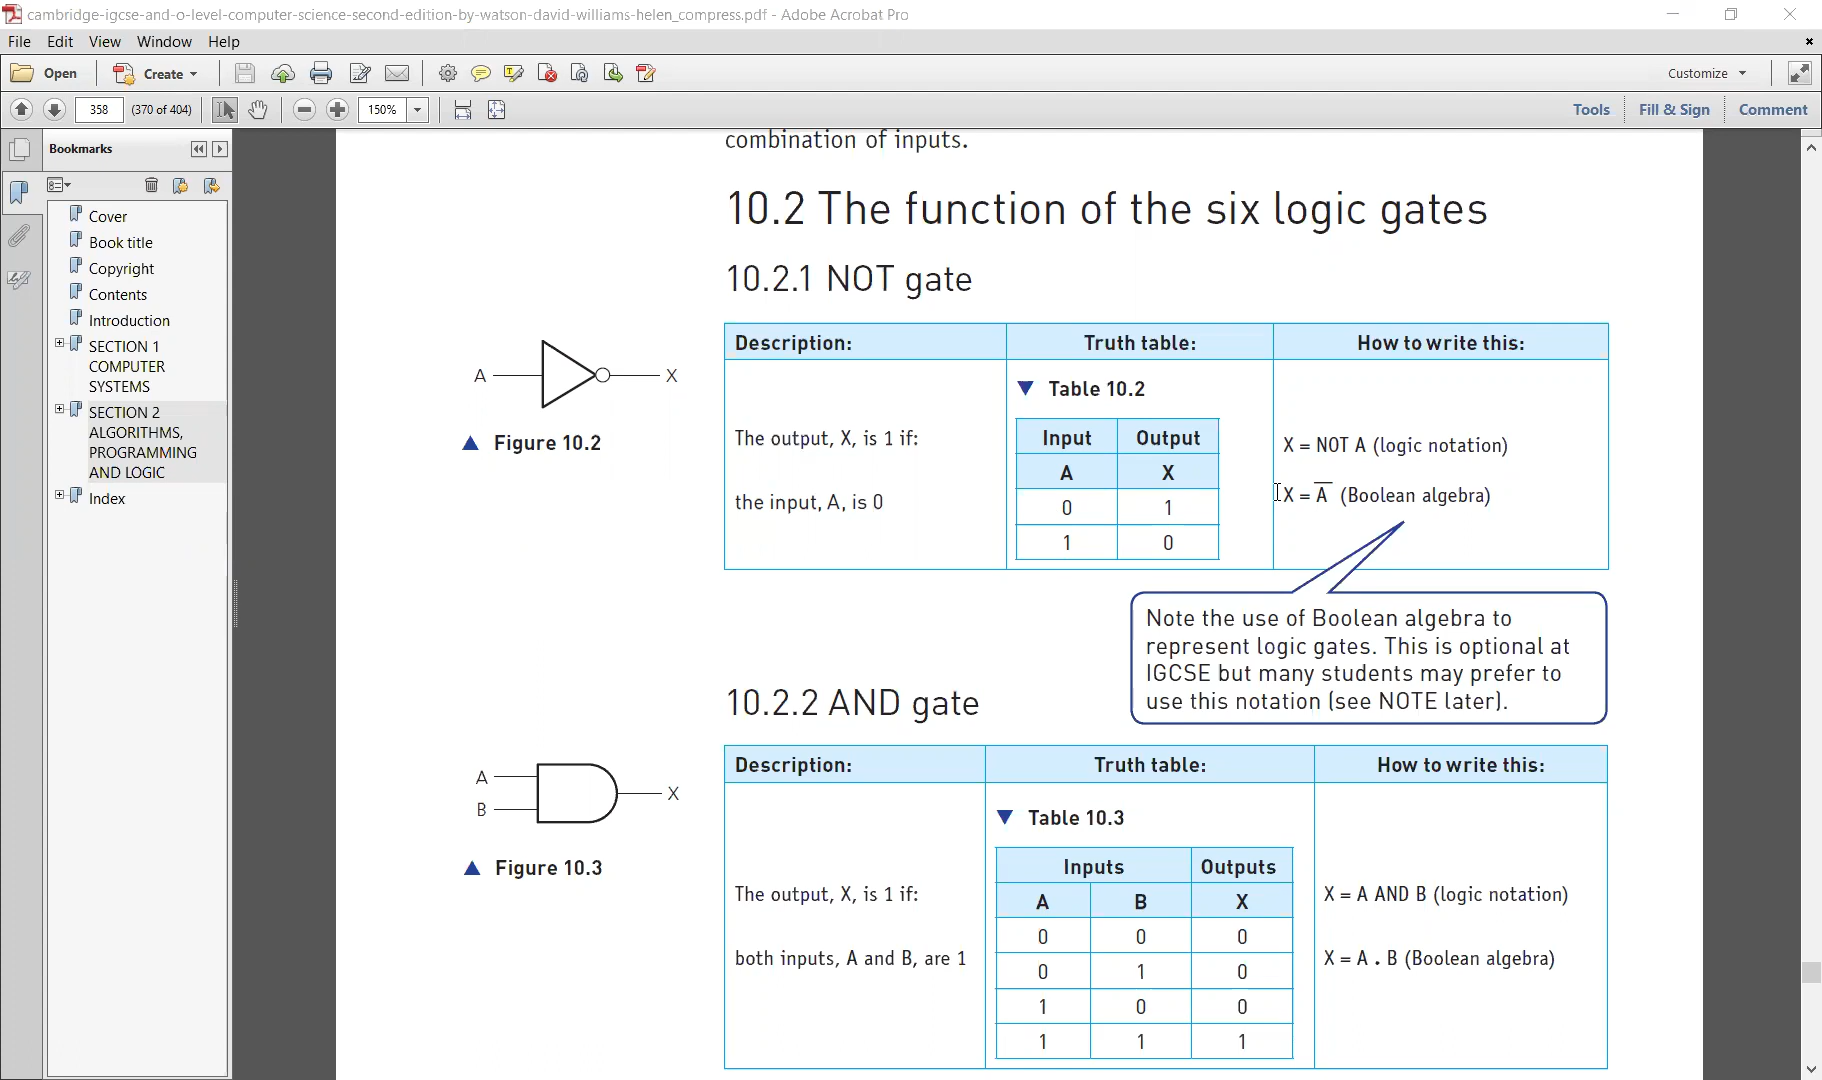 cambridge-igcse-and-o-level-computer-science-second-edition-by-watson-david-williams-helen_compress.pdf - Adobe Acrobat Pro
File Edit View Window Help
Open Create Customize
358 (370 of 404) 150% Tools Fill & Sign Comment
Bookmarks
Cover
Book title
Copyright
Contents
Introduction
SECTION 1
COMPUTER
SYSTEMS
SECTION 2
ALGORITHMS,
PROGRAMMING
AND LOGIC
Index
combination of inputs.
10.2 The function of the six logic gates
10.2.1 NOT gate
A X
▲ Figure 10.2
Description: Truth table: How to write this:
▼ Table 10.2
The output, X, is 1 if:
the input, A, is 0
Input Output
A X
0 1
1 0
X = NOT A (logic notation)
X = A̅ (Boolean algebra)
Note the use of Boolean algebra to
represent logic gates. This is optional at
IGCSE but many students may prefer to
use this notation (see NOTE later).
10.2.2 AND gate
A
B
X
▲ Figure 10.3
Description: Truth table: How to write this:
▼ Table 10.3
The output, X, is 1 if:
both inputs, A and B, are 1
Inputs Outputs
A B X
0 0 0
0 1 0
1 0 0
1 1 1
X = A AND B (logic notation)
X = A . B (Boolean algebra)